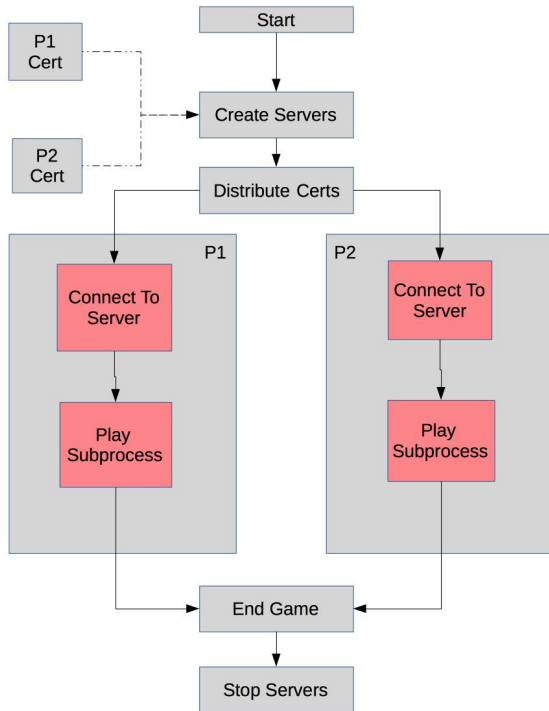 Start
P1
Cert
Create Servers
P2
Cert
Distribute Certs
P1
Connect To
Server
Play
Subprocess
P2
Connect To
Server
Play
Subprocess
End Game
Stop Servers